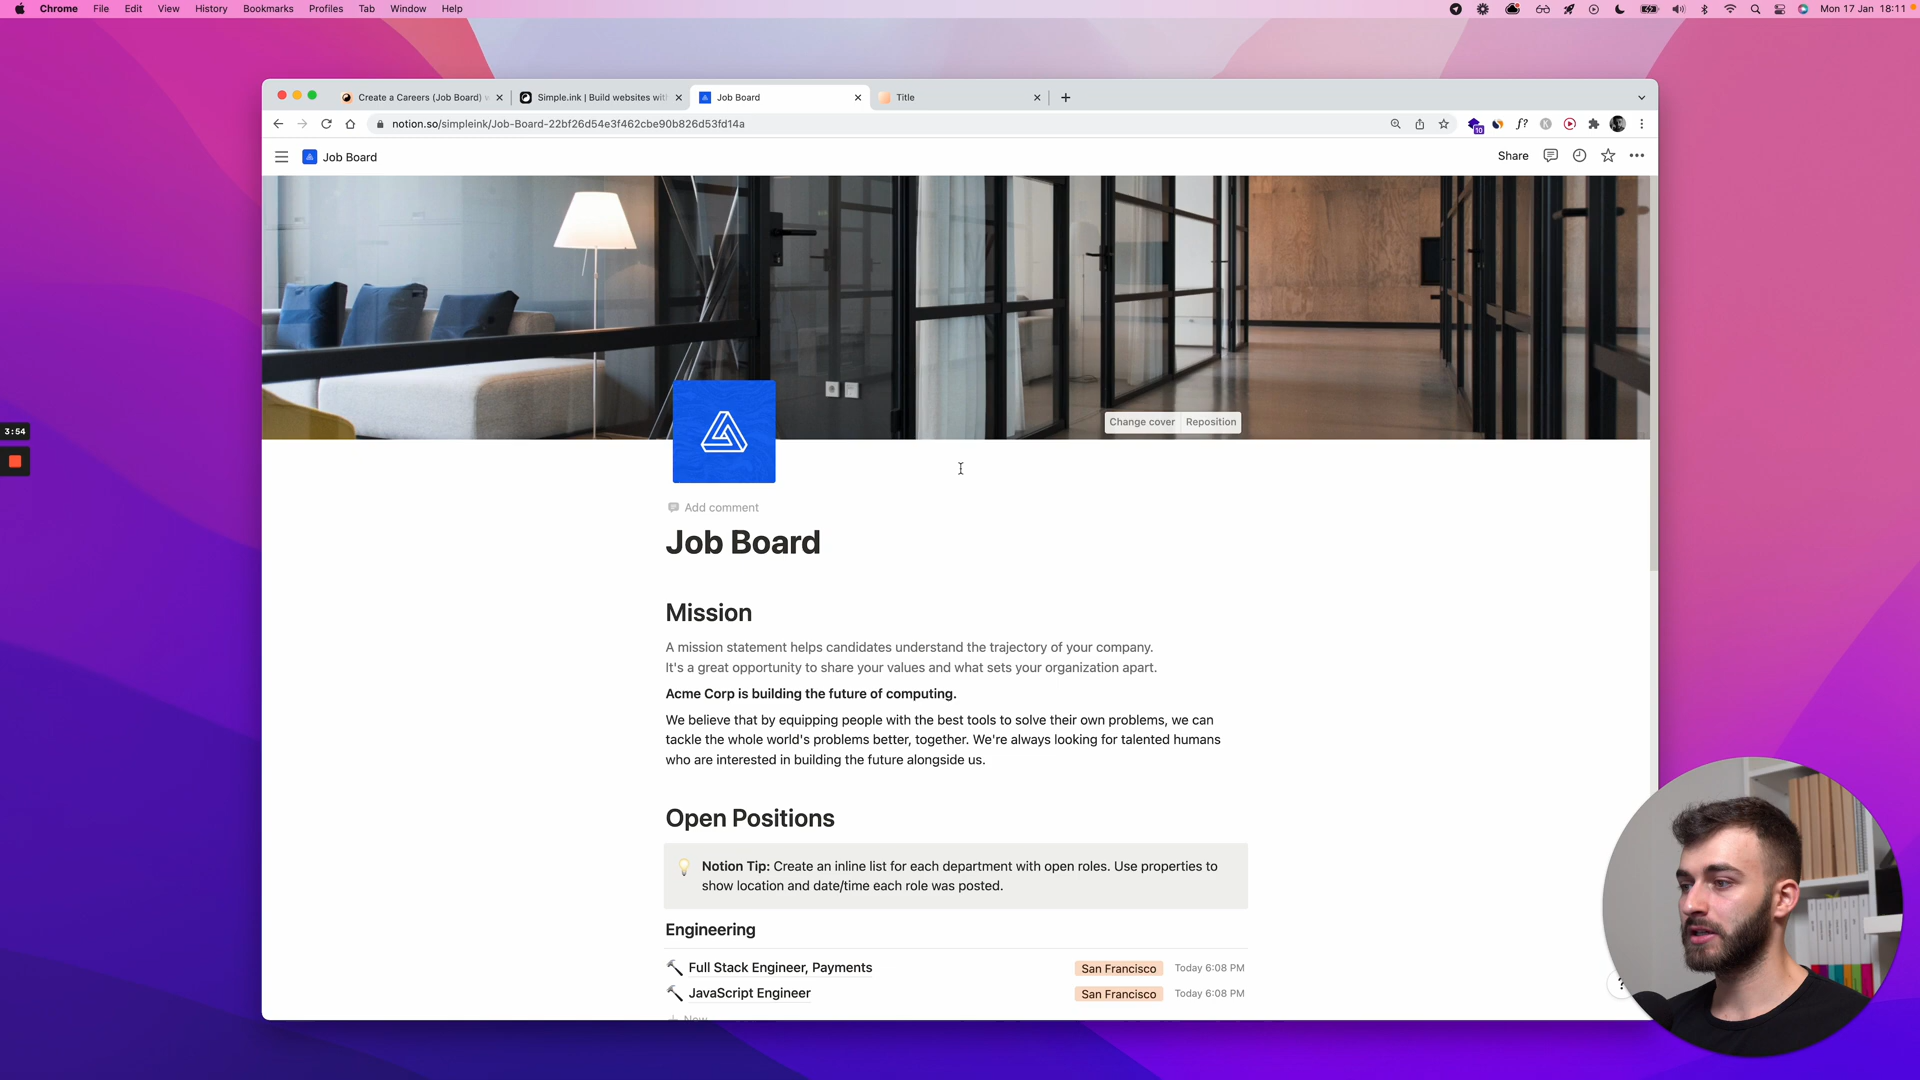 Chrome File Edit View History Bookmarks Profiles Tab Window Help
Mon 17 Jan 18:11
Create a Careers (Job Board)
Simple.ink | Build websites wit
Job Board
Title
notion.so/simpleink/Job-Board-22bf26d54e3f462cbe90b826d53fd14a
10
f?
Job Board
Share
Change cover Reposition
3:54
Add comment
Job Board
Mission
A mission statement helps candidates understand the trajectory of your company.
It's a great opportunity to share your values and what sets your organization apart.
Acme Corp is building the future of computing.
We believe that by equipping people with the best tools to solve their own problems, we can
tackle the whole world's problems better, together. We're always looking for talented humans
who are interested in building the future alongside us.
Open Positions
Notion Tip: Create an inline list for each department with open roles. Use properties to
show location and date/time each role was posted.
Engineering
Full Stack Engineer, Payments San Francisco Today 6:08 PM
JavaScript Engineer San Francisco Today 6:08 PM
New
?